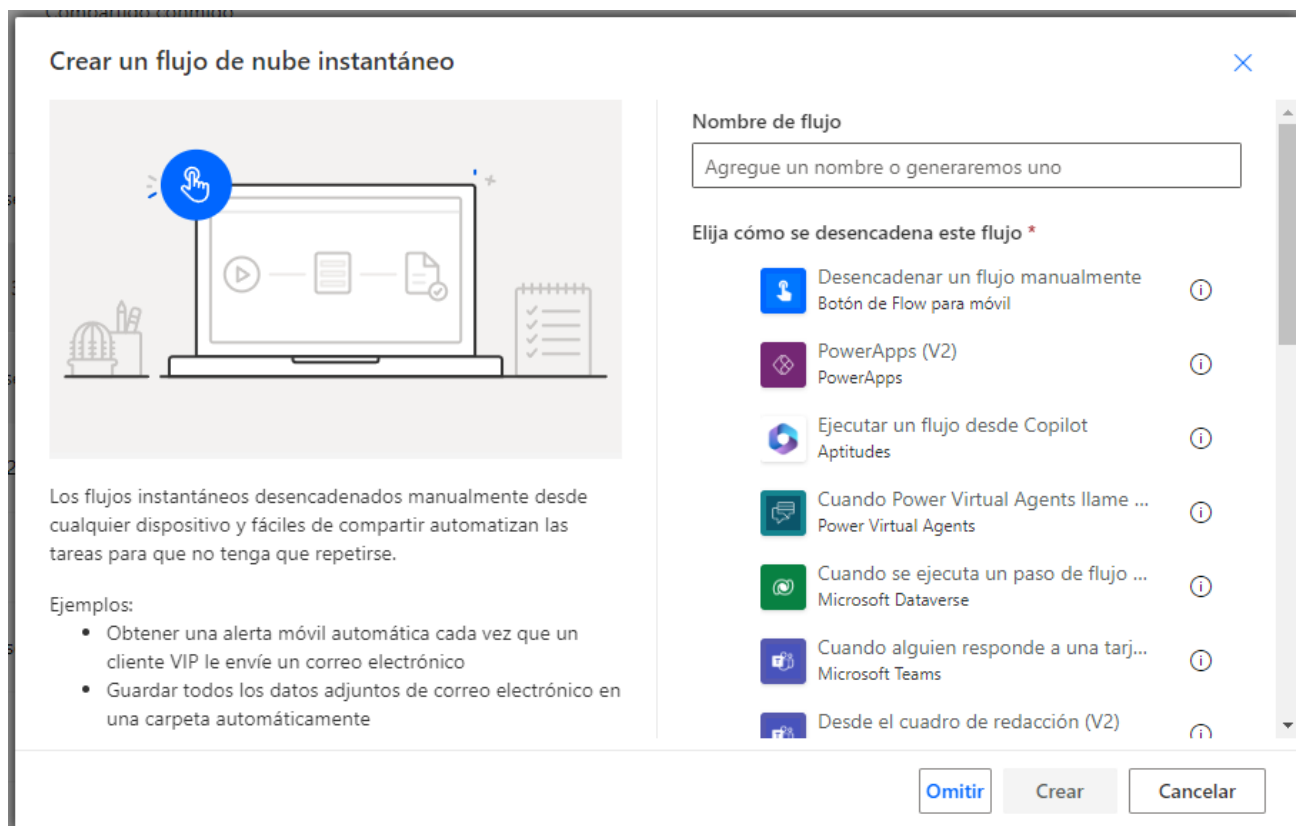 Compartido conmigo
Crear un flujo de nube instantáneo
Los flujos instantáneos desencadenados manualmente desde
cualquier dispositivo y fáciles de compartir automatizan las
tareas para que no tenga que repetirse.
Ejemplos:
• Obtener una alerta móvil automática cada vez que un
cliente VIP le envíe un correo electrónico
• Guardar todos los datos adjuntos de correo electrónico en
una carpeta automáticamente
Nombre de flujo
Agregue un nombre o generaremos uno
Elija cómo se desencadena este flujo *
Desencadenar un flujo manualmente
Botón de Flow para móvil
PowerApps (V2)
PowerApps
Ejecutar un flujo desde Copilot
Aptitudes
Cuando Power Virtual Agents llame ...
Power Virtual Agents
Cuando se ejecuta un paso de flujo ...
Microsoft Dataverse
Cuando alguien responde a una tarj...
Microsoft Teams
Desde el cuadro de redacción (V2)
Omitir
Crear
Cancelar